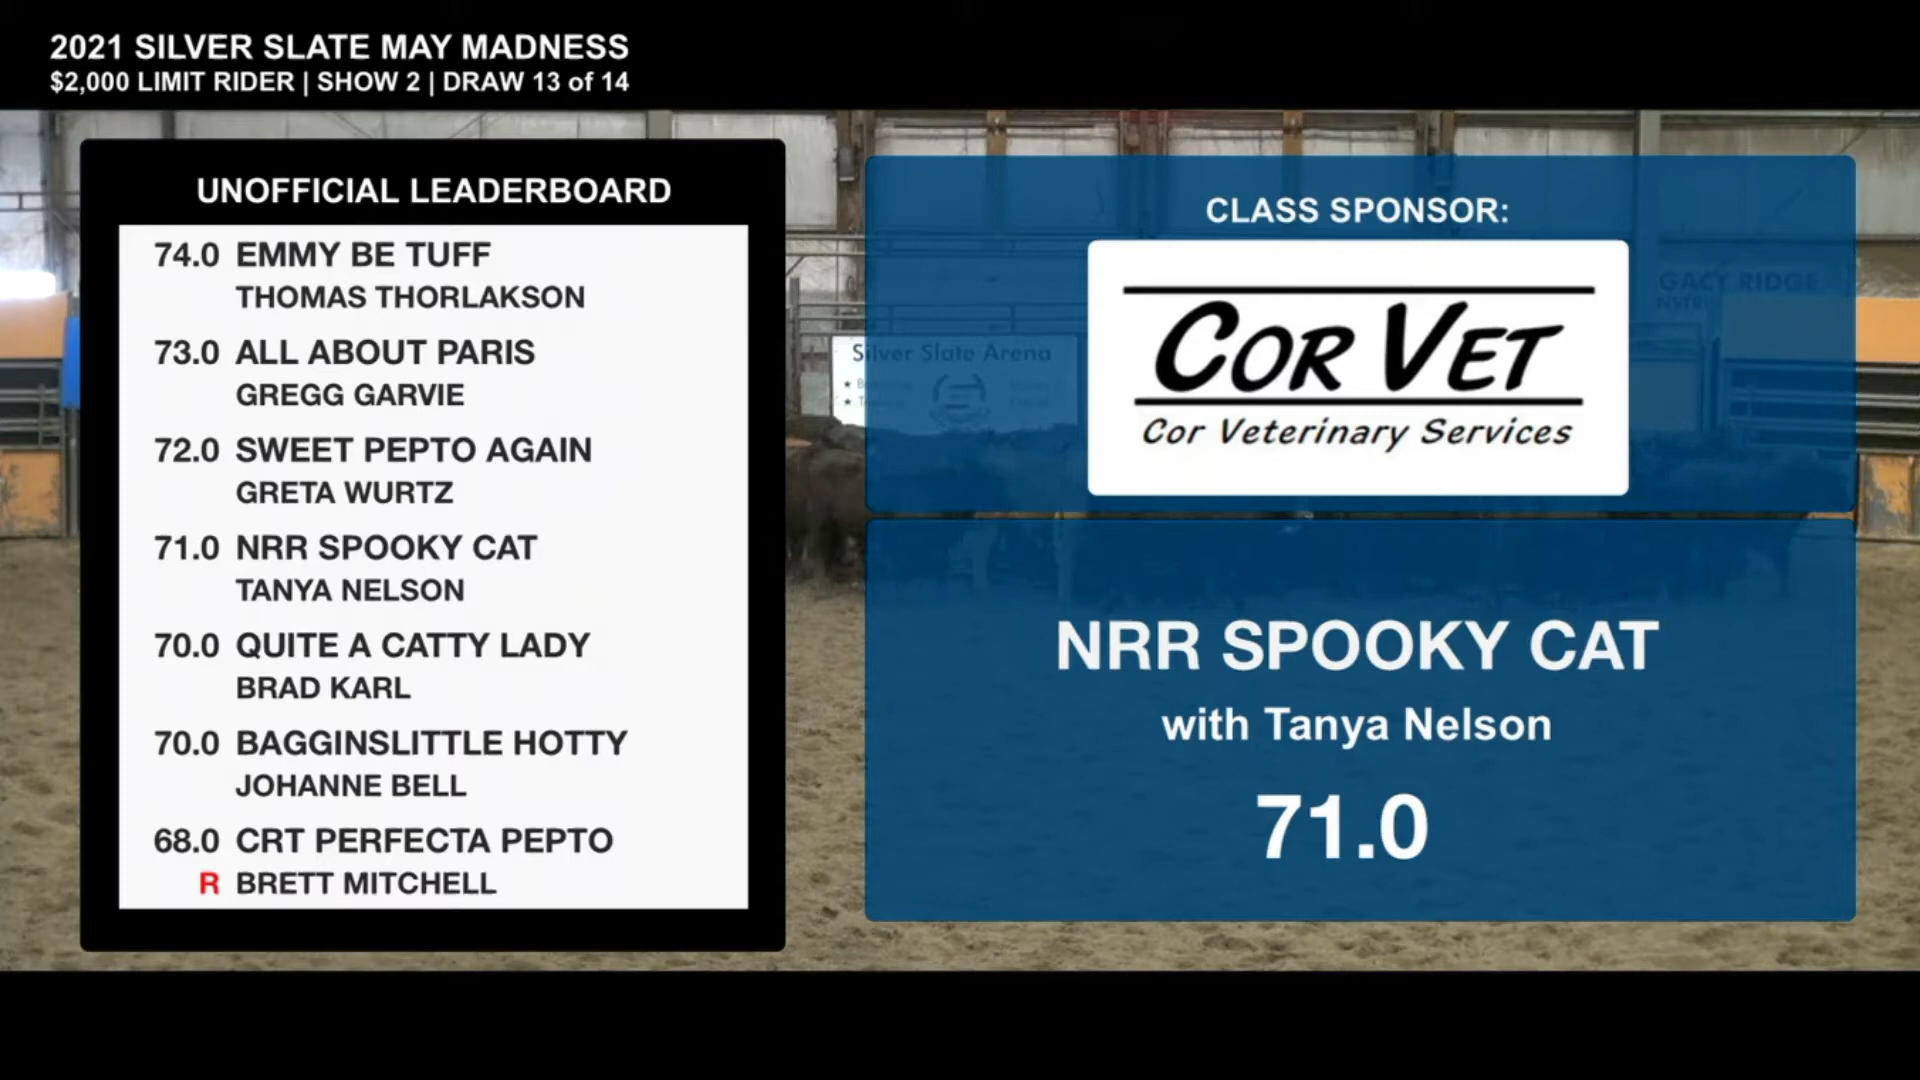 2021 SILVER SLATE MAY MADNESS
$2,000 LIMIT RIDER | SHOW 2 | DRAW 13 of 14
UNOFFICIAL LEADERBOARD
74.0 EMMY BE TUFF
THOMAS THORLAKSON
73.0 ALL ABOUT PARIS
GREGG GARVIE
72.0 SWEET PEPTO AGAIN
GRETA WURTZ
71.0 NRR SPOOKY CAT
TANYA NELSON
70.0 QUITE A CATTY LADY
BRAD KARL
70.0 BAGGINSLITTLE HOTTY
JOHANNE BELL
68.0 CRT PERFECTA PEPTO
R BRETT MITCHELL
CLASS SPONSOR:
COR VET
Cor Veterinary Services
NRR SPOOKY CAT
with Tanya Nelson
71.0
Silver Slate Arena
RIDGE